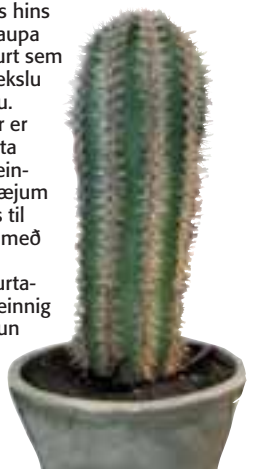 s hins
aupa
urt sem
ekslu
u.
r er
ta
ein-
æjum
s til
með
urta-
einnig
un